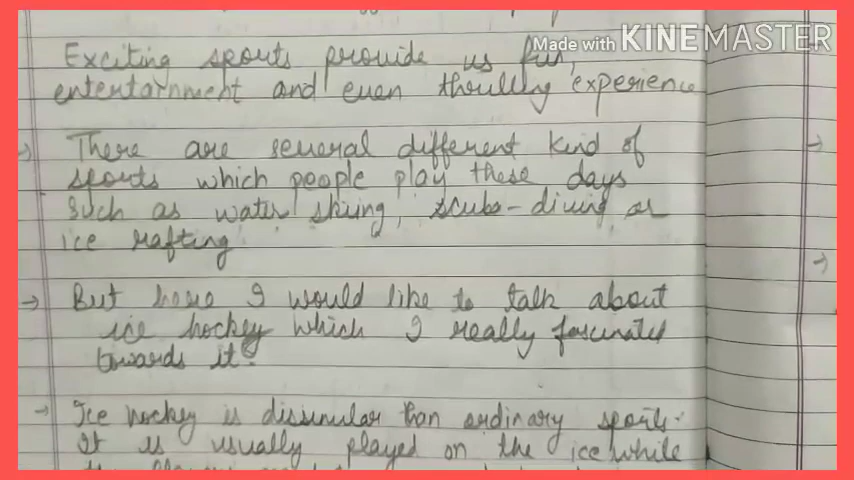 Made with KINEMASTER
Exciting sports provide us fun,
entertainment and even thrilling experience
→ There are several different kind of
sports which people play these days
such as water skiing, scuba-diving or
ice rafting
→ But here I would like to talk about
ice hockey which I really fascinated
towards it.
→ Ice hockey is dissimular than ordinary sports.
It is usually played on the ice while